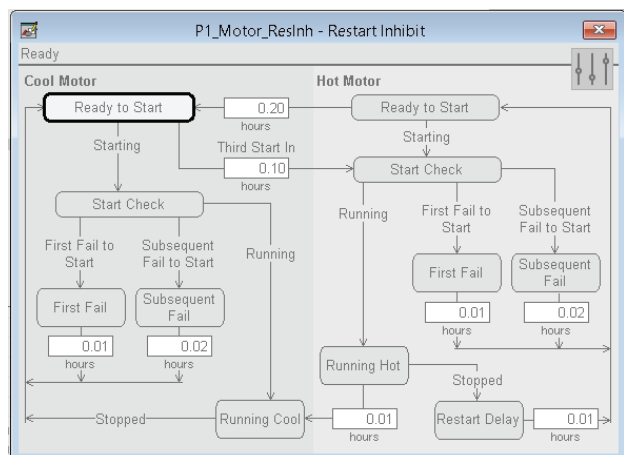 P1_Motor_ResInh - Restart Inhibit
Ready
Cool Motor
Hot Motor
Ready to Start
0.20
hours
Ready to Start
Starting
Third Start In
0.10
hours
Starting
Start Check
Start Check
First Fail to
Start
Subsequent
Fail to Start
Running
Running
First Fail to
Start
Subsequent
Fail to Start
First Fail
Subsequent
Fail
0.01
hours
0.02
hours
First Fail
Subsequent
Fail
0.01
hours
0.02
hours
Running Hot
Stopped
Stopped
Running Cool
0.01
hours
Restart Delay
0.01
hours